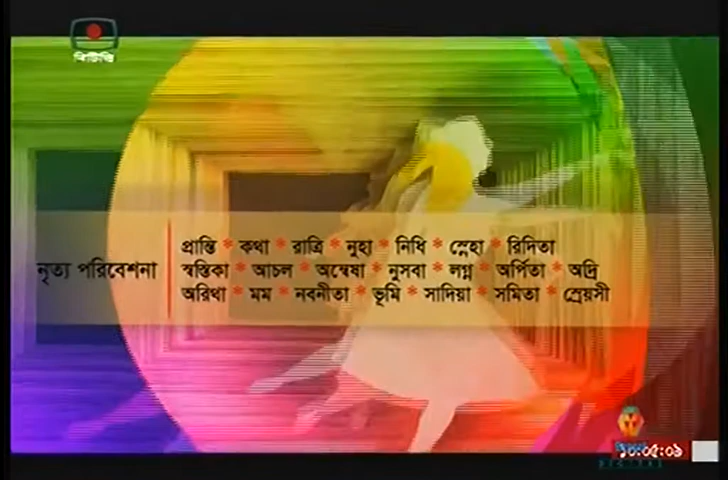 বিটিভি
নৃত্য পরিবেশনা
প্রান্তি * কথা * রাত্রি * নুহা * নিধি * স্নেহা * রিদিতা
স্বস্তিকা * আচল * অন্বেষা * নুসবা * লগ্ন * অর্পিতা * অদ্রি
অরিথা * মম * নবনীতা * ভূমি * সাদিয়া * সমিতা * শ্রেয়সী
১০:০৫:০৯